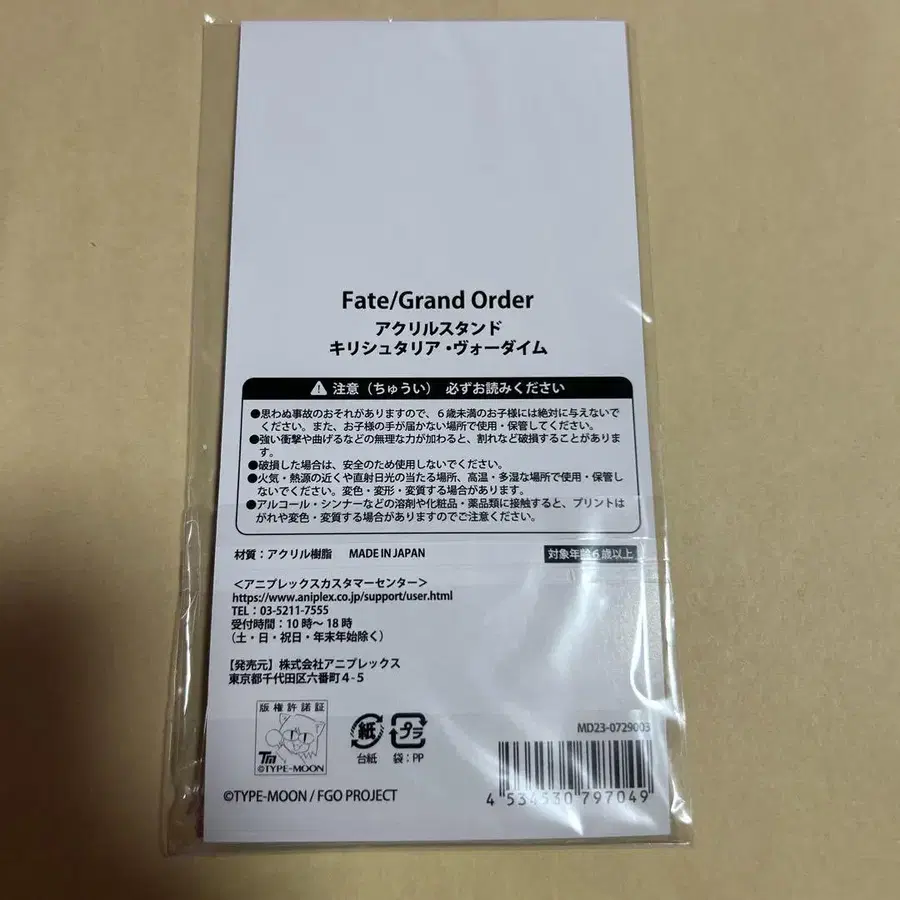 Fate/Grand Order
アクリルスタンド
キリシュタリア・ヴォーダイム
注意（ちゅうい） 必ずお読みください
●思わぬ事故のおそれがありますので、６歳未満のお子様には絶対に与えないで
ください。また、お子様の手が届かない場所で使用・保管してください。
●強い衝撃や曲げるなどの無理な力が加わると、割れなど破損することがありま
す。
●破損した場合は、安全のため使用しないでください。
●火気・熱源の近くや直射日光の当たる場所、高温・多湿な場所で使用・保管し
ないでください。変色・変形・変質する場合があります。
●アルコール・シンナーなどの溶剤や化粧品・薬品類に接触すると、プリントは
がれや変色・変質する場合がありますのでご注意ください。
材質：アクリル樹脂 MADE IN JAPAN 対象年齢６歳以上
＜アニプレックスカスタマーセンター＞
https://www.aniplex.co.jp/support/user.html
TEL：03-5211-7555
受付時間：10時～18時
（土・日・祝日・年末年始除く）
【発売元】株式会社アニプレックス
東京都千代田区六番町４-５
版権許諾証
TM
©TYPE-MOON
紙
台紙
プラ
袋：PP
MD23-0729003
4 534530 797049
©TYPE-MOON / FGO PROJECT